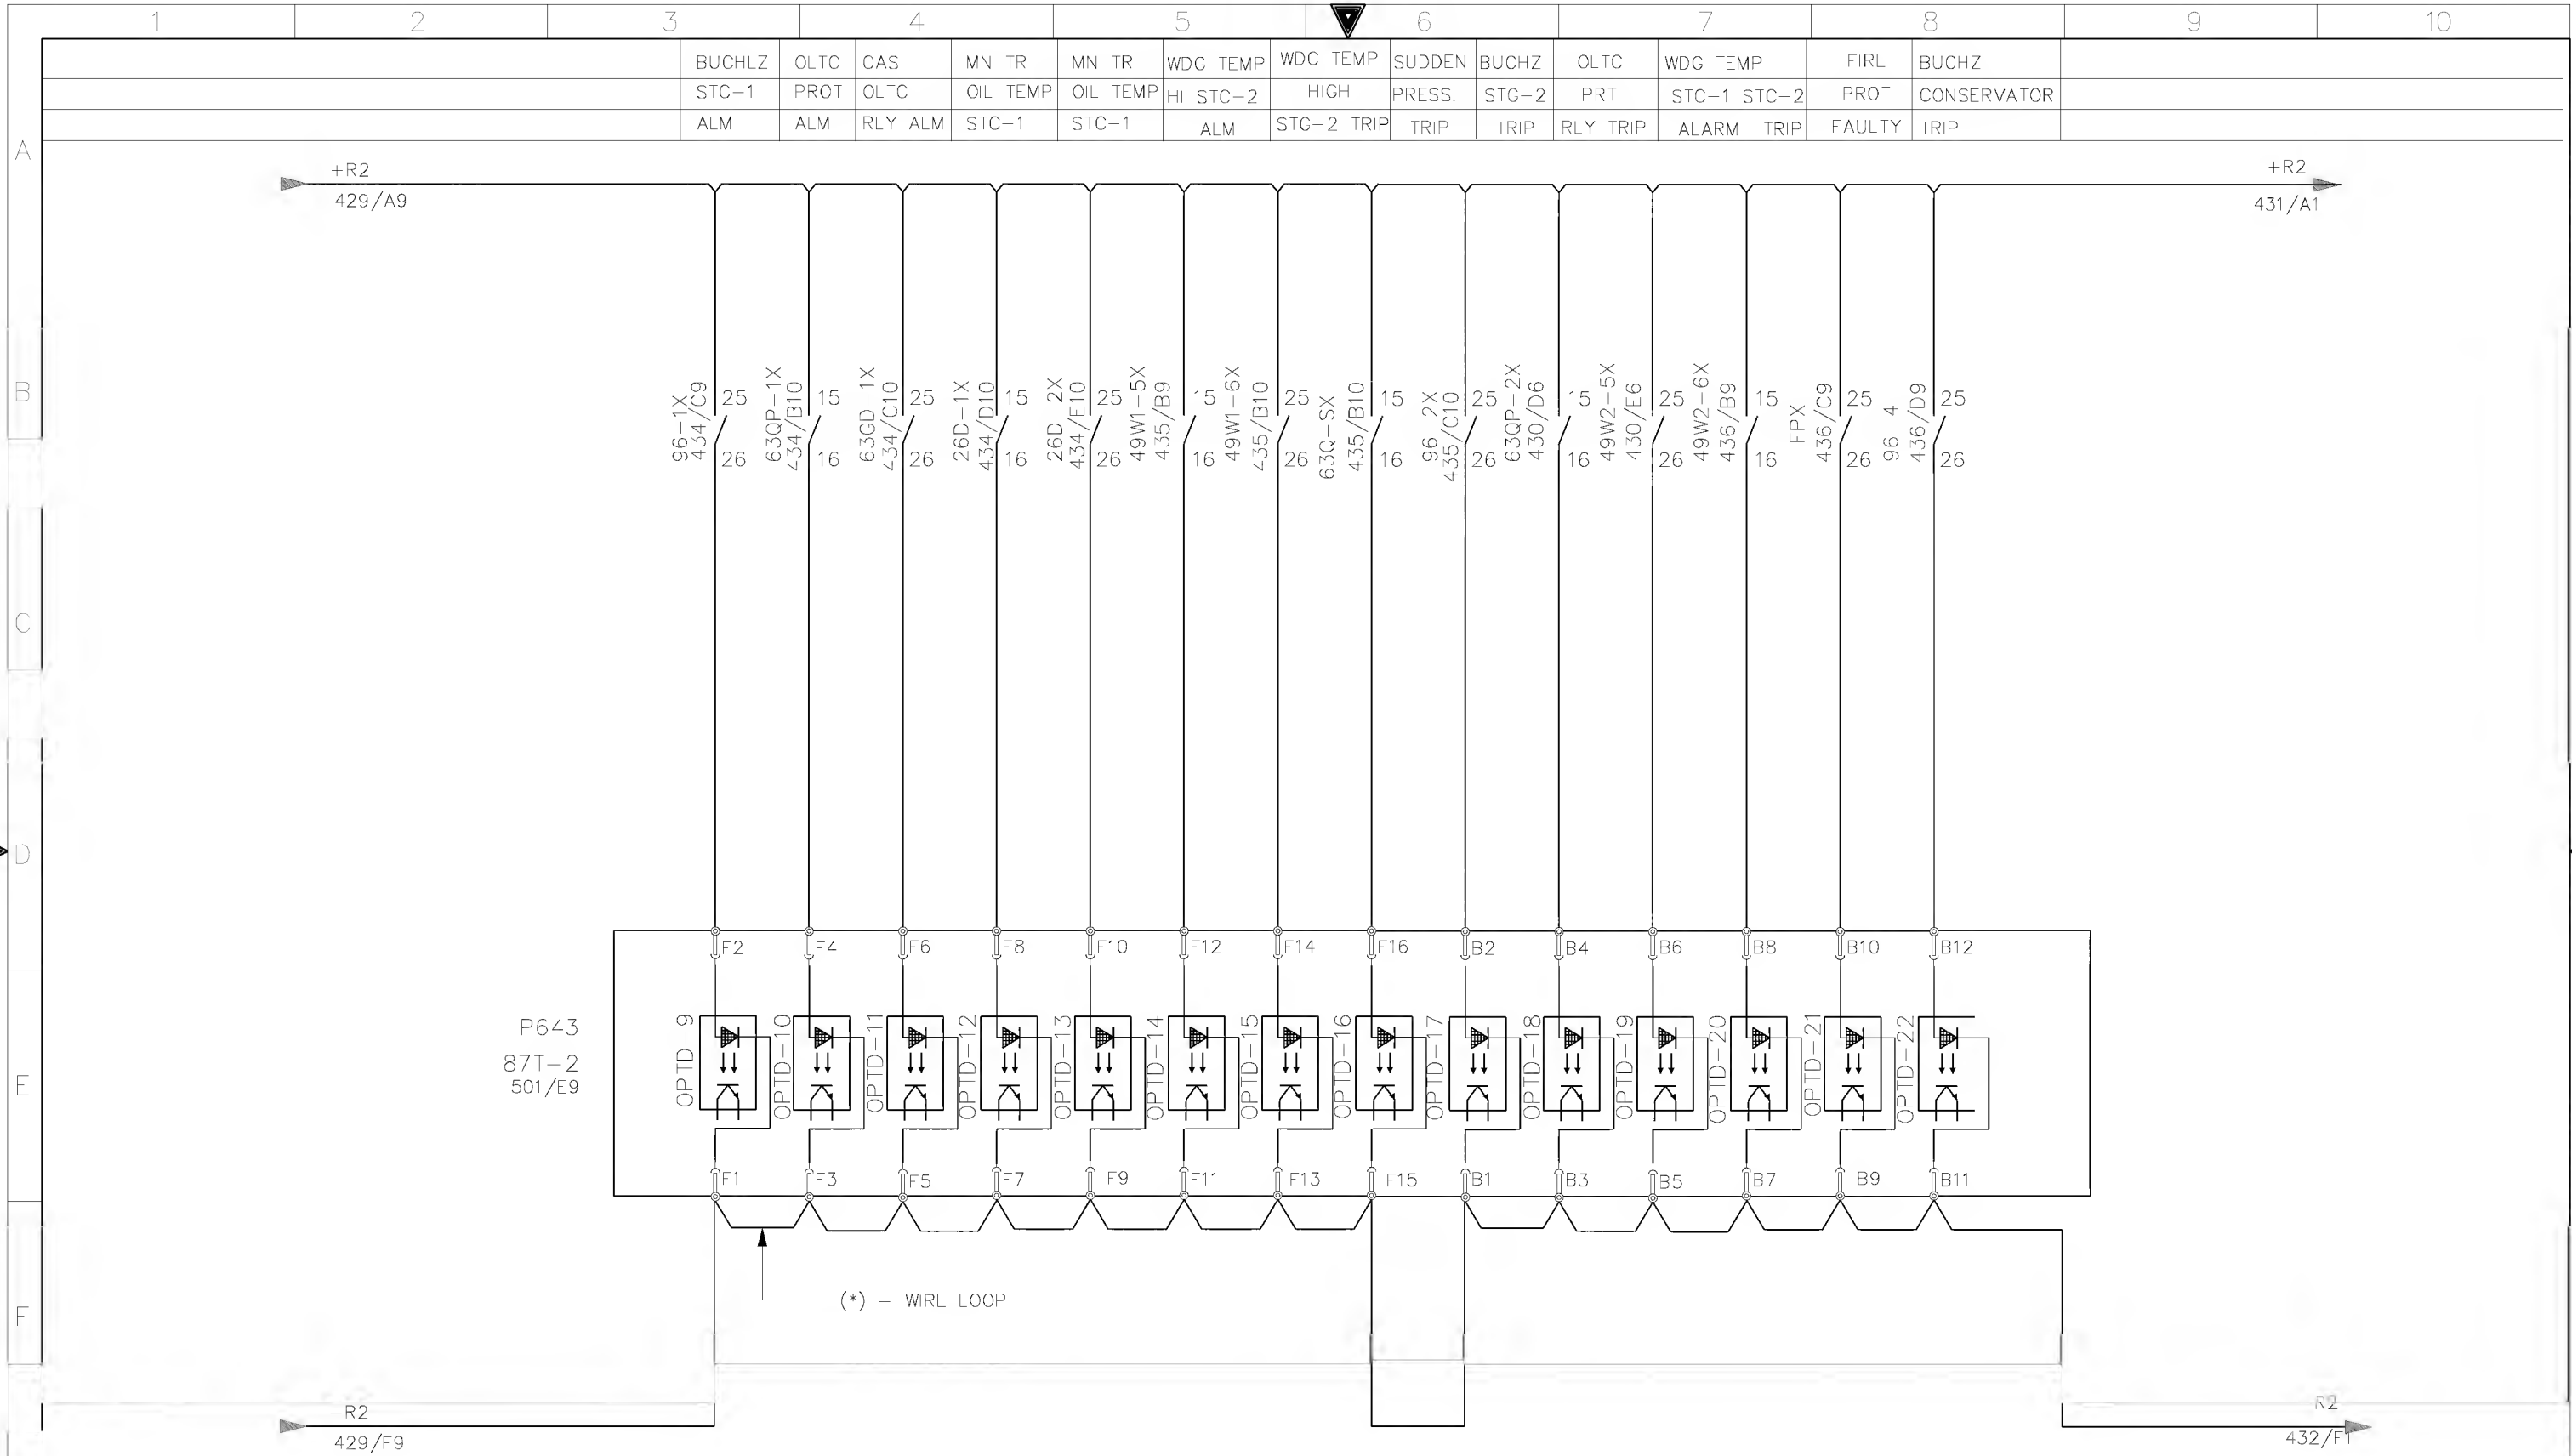 1 2 3 4 5 6 7 8 9 10
BUCHLZ OLTC CAS MN TR MN TR WDG TEMP WDC TEMP SUDDEN BUCHZ OLTC WDG TEMP FIRE BUCHZ
STC-1 PROT OLTC OIL TEMP OIL TEMP HI STC-2 HIGH PRESS. STG-2 PRT STC-1 STC-2 PROT CONSERVATOR
ALM ALM RLY ALM STC-1 STC-1 ALM STG-2 TRIP TRIP TRIP RLY TRIP ALARM TRIP FAULTY TRIP
A
+R2 +R2
429/A9 431/A1
B
96-1X 63QP-1X 63GD-1X 26D-1X 26D-2X 49W1-5X 49W1-6X 63Q-SX 96-2X 63QP-2X 49W2-5X 49W2-6X FPX 96-4
434/C9 434/B10 434/C10 434/D10 434/E10 435/B9 435/B10 435/B10 435/C10 430/D6 430/E6 436/B9 436/C9 436/D9
25 15 25 15 25 15 25 15 25 15 25 15 25 25
26 16 26 16 26 16 26 16 26 16 26 16 26 26
C
D
F2 F4 F6 F8 F10 F12 F14 F16 B2 B4 B6 B8 B10 B12
P643
87T-2
501/E9
E
OPTD-9 OPTD-10 OPTD-11 OPTD-12 OPTD-13 OPTD-14 OPTD-15 OPTD-16 OPTD-17 OPTD-18 OPTD-19 OPTD-20 OPTD-21 OPTD-22
F1 F3 F5 F7 F9 F11 F13 F15 B1 B3 B5 B7 B9 B11
(*) - WIRE LOOP
F
-R2 R2
429/F9 432/F1